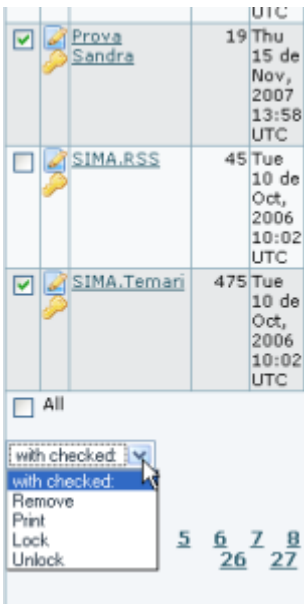 UTC
Prova 19 Thu
Sandra 15 de
Nov,
2007
13:58
UTC
SIMA.RSS 45 Tue
10 de
Oct,
2006
10:02
UTC
SIMA.Temari 475 Tue
10 de
Oct,
2006
10:02
UTC
All
with checked:
with checked:
Remove
Print
Lock
Unlock
5 6 7 8
26 27